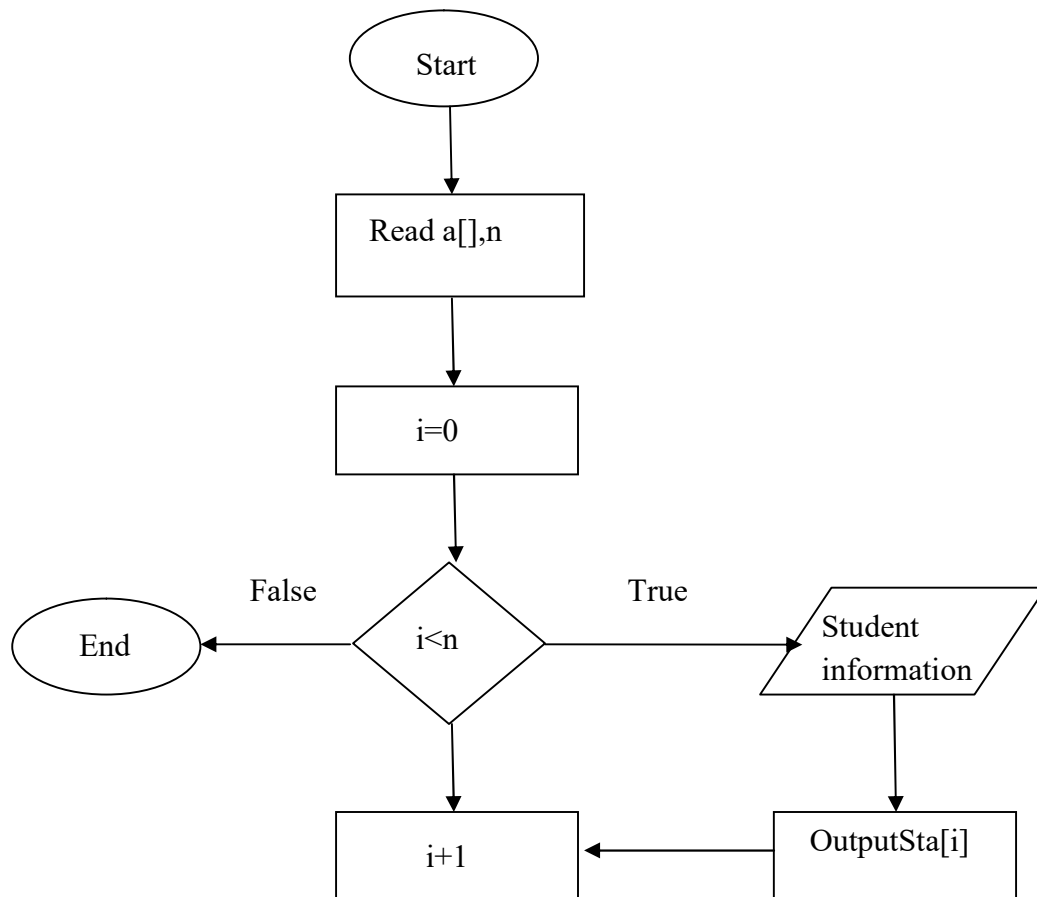 Start
Read a[],n
i=0
False
True
End
i<n
Student
information
i+1
OutputSta[i]